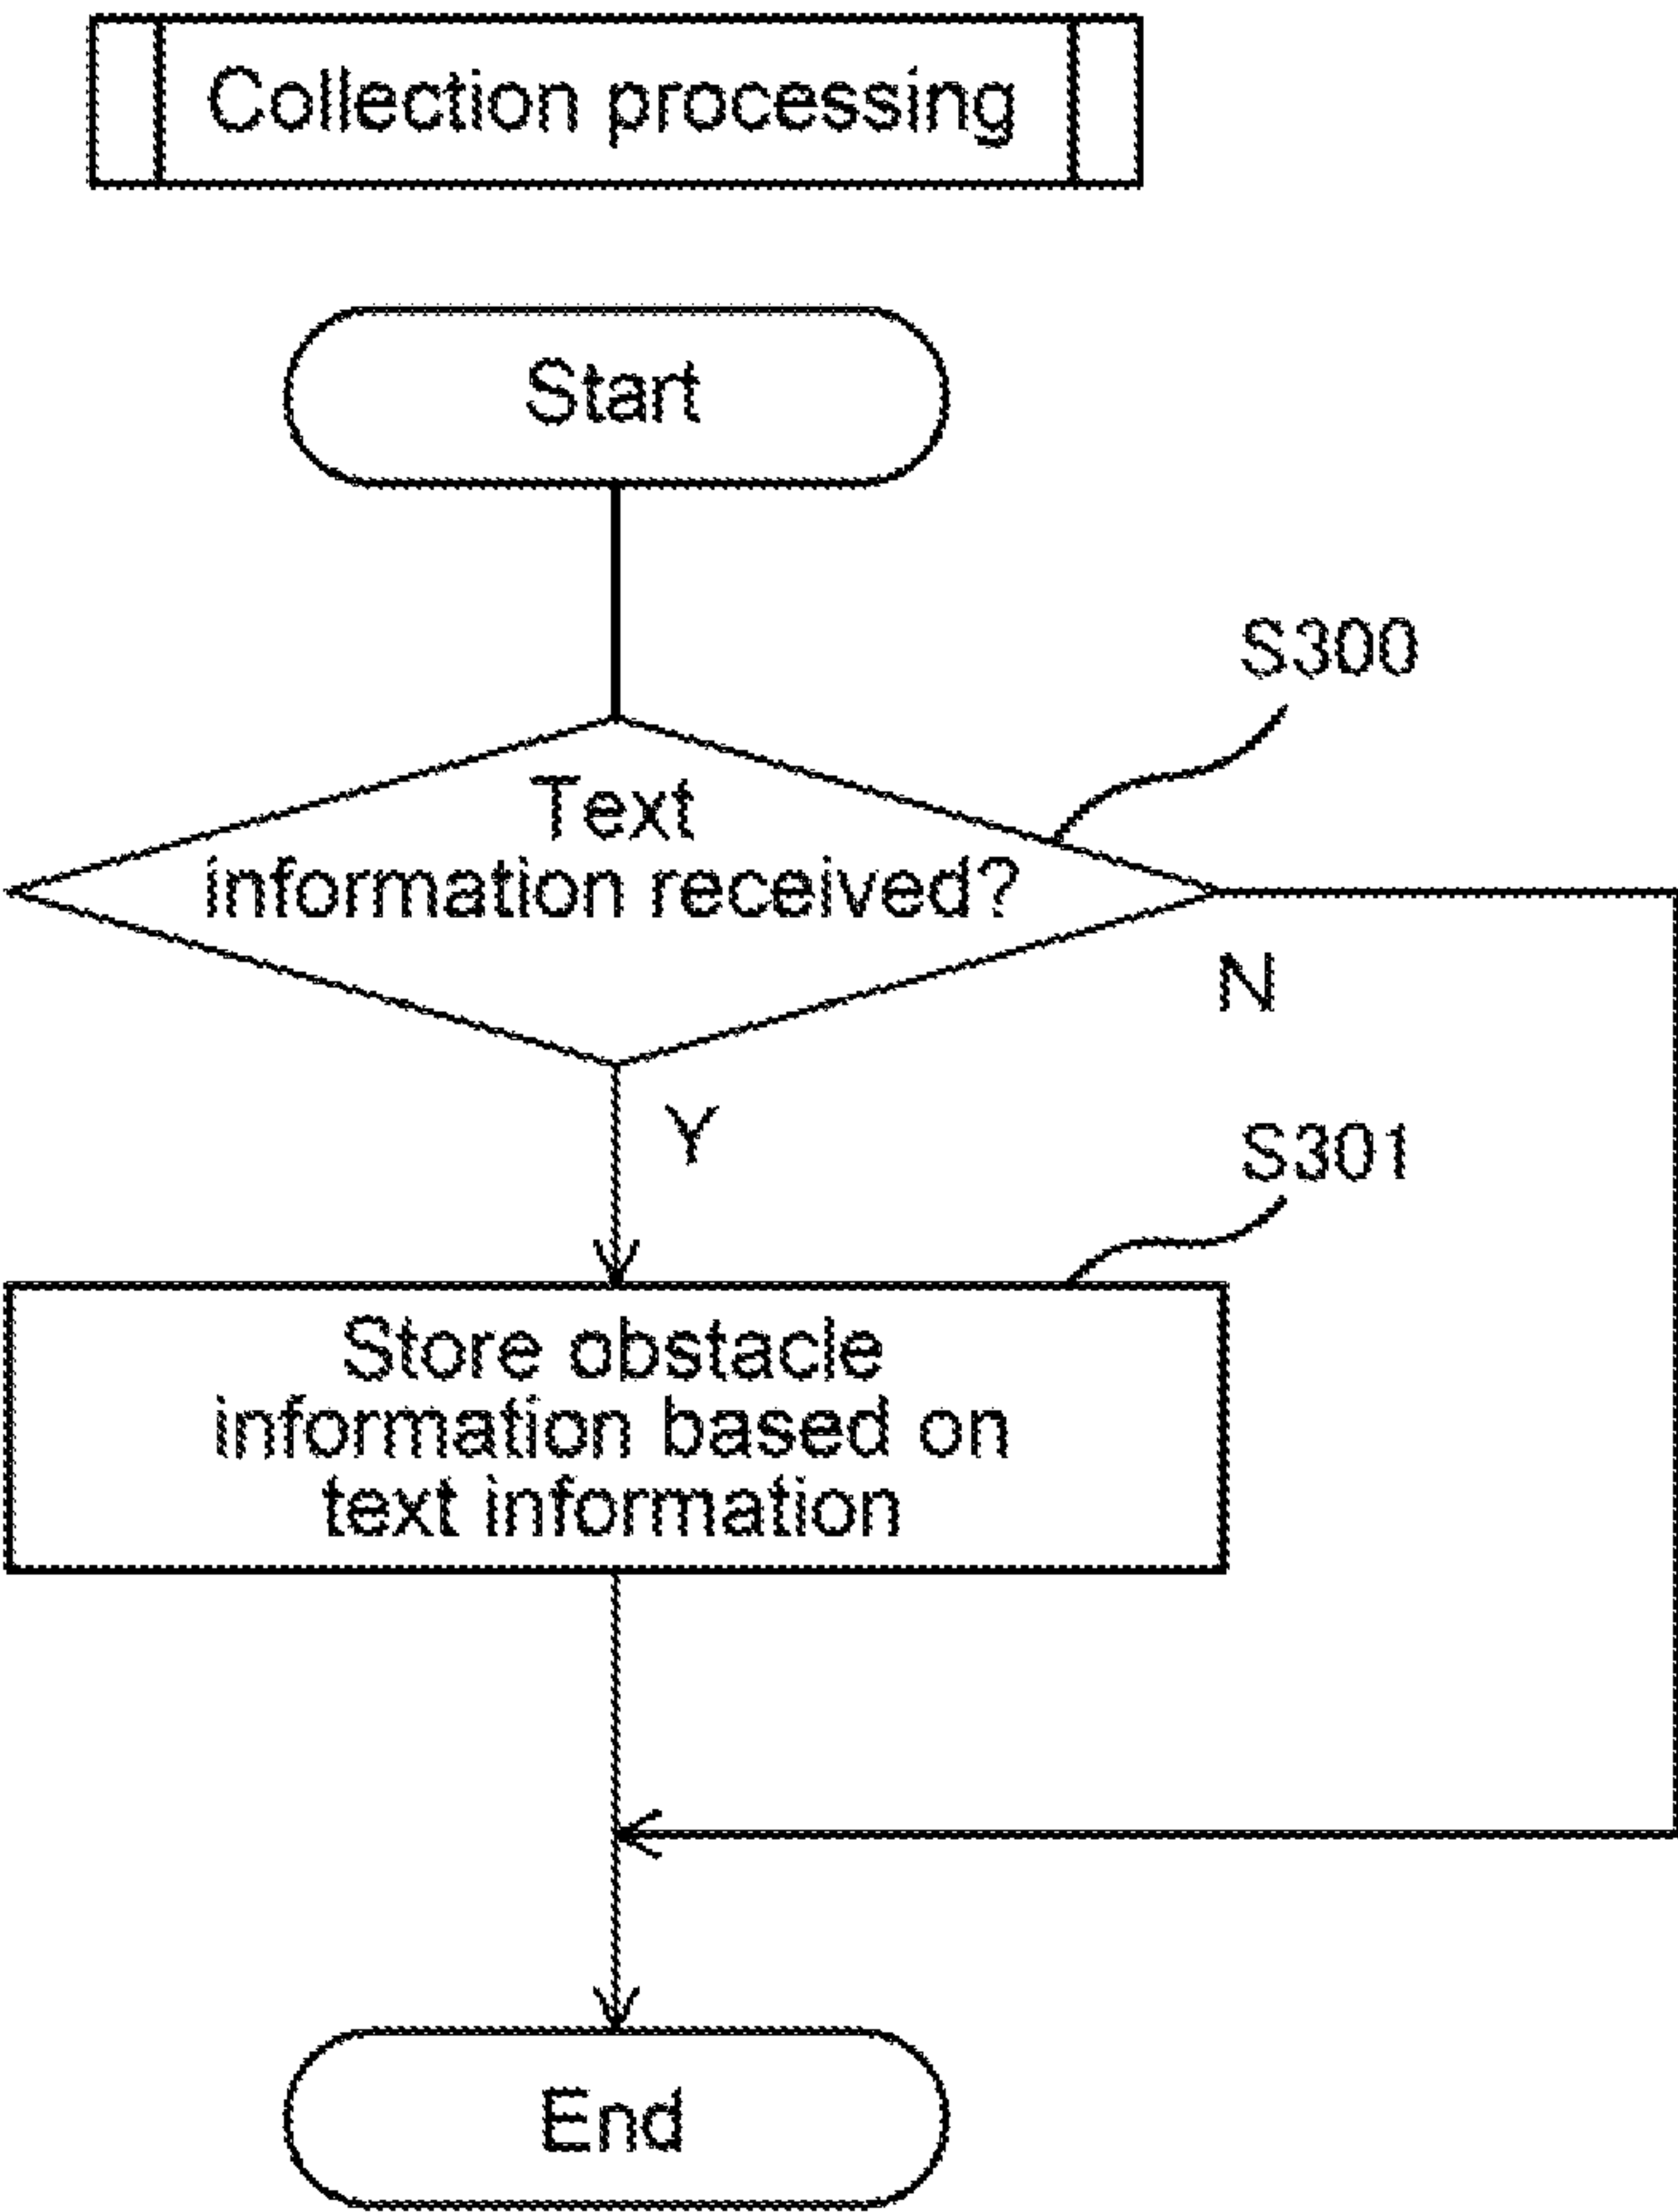 Collection processing
Start
S300
Text
information received?
N
Y
S301
Store obstacle
information based on
text information
End